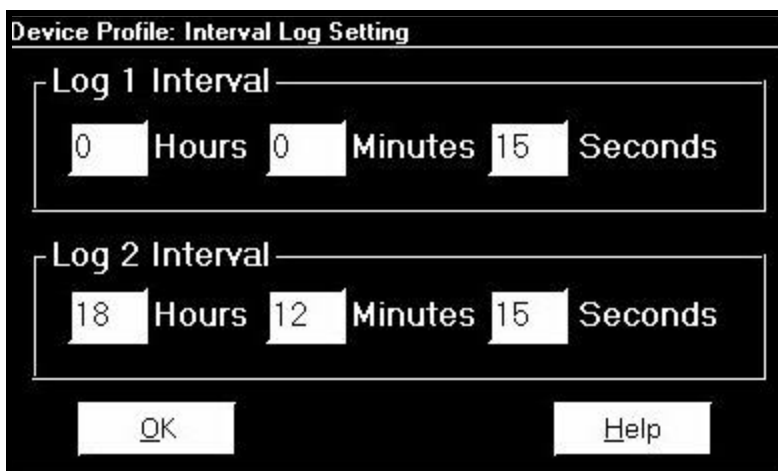 Device Profile: Interval Log Setting
Log 1 Interval
0 Hours 0 Minutes 15 Seconds
Log 2 Interval
18 Hours 12 Minutes 15 Seconds
OK Help